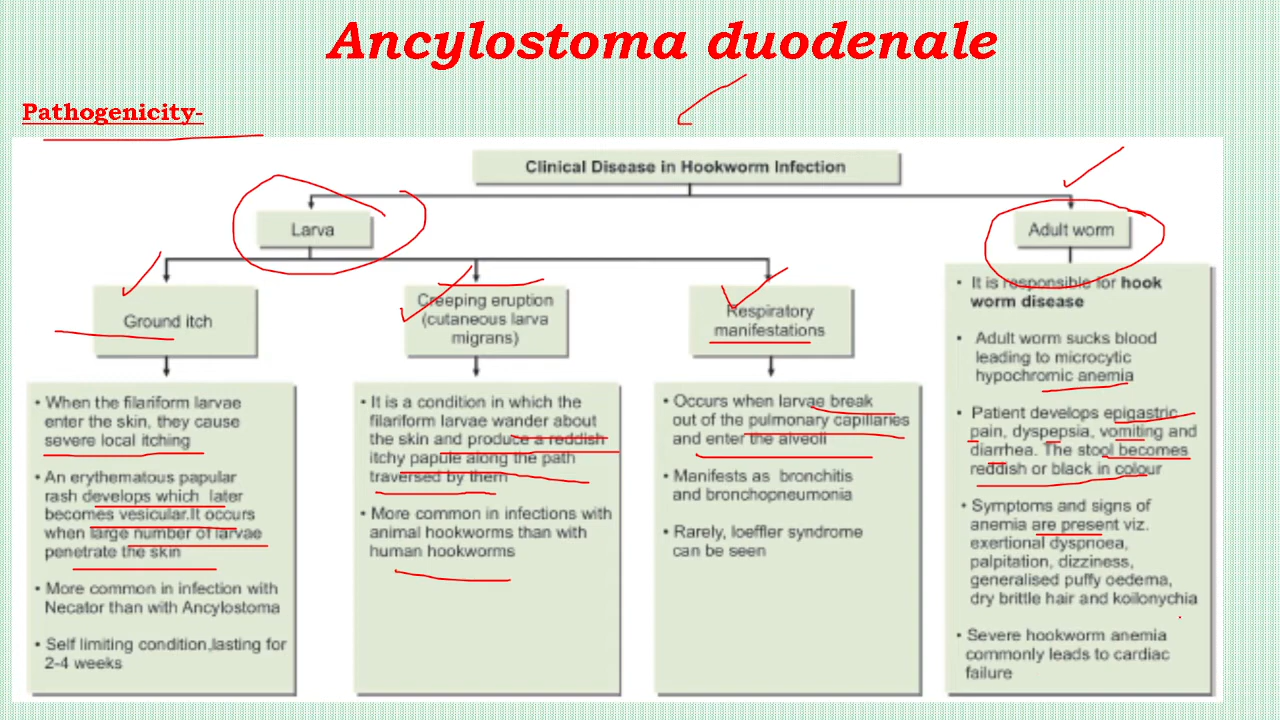 Ancylostoma duodenale
Pathogenicity-
Clinical Disease in Hookworm Infection
Larva
Adult worm
Ground itch
Creeping eruption
(cutaneous larva
migrans)
Respiratory
manifestations
• When the filariform larvae
enter the skin, they cause
severe local itching
• An erythematous papular
rash develops which later
becomes vesicular.It occurs
when large number of larvae
penetrate the skin
• More common in infection with
Necator than with Ancylostoma
• Self limiting condition,lasting for
2-4 weeks
• It is a condition in which the
filariform larvae wander about
the skin and produce a reddish
itchy papule along the path
traversed by them
• More common in infections with
animal hookworms than with
human hookworms
• Occurs when larvae break
out of the pulmonary capillaries
and enter the alveoli
• Manifests as bronchitis
and bronchopneumonia
• Rarely, loeffler syndrome
can be seen
• It is responsible for hook
worm disease
• Adult worm sucks blood
leading to microcytic
hypochromic anemia
• Patient develops epigastric
pain, dyspepsia, vomiting and
diarrhea. The stool becomes
reddish or black in colour
• Symptoms and signs of
anemia are present viz.
exertional dyspnoea,
palpitation, dizziness,
generalised puffy oedema,
dry brittle hair and koilonychia
• Severe hookworm anemia
commonly leads to cardiac
failure